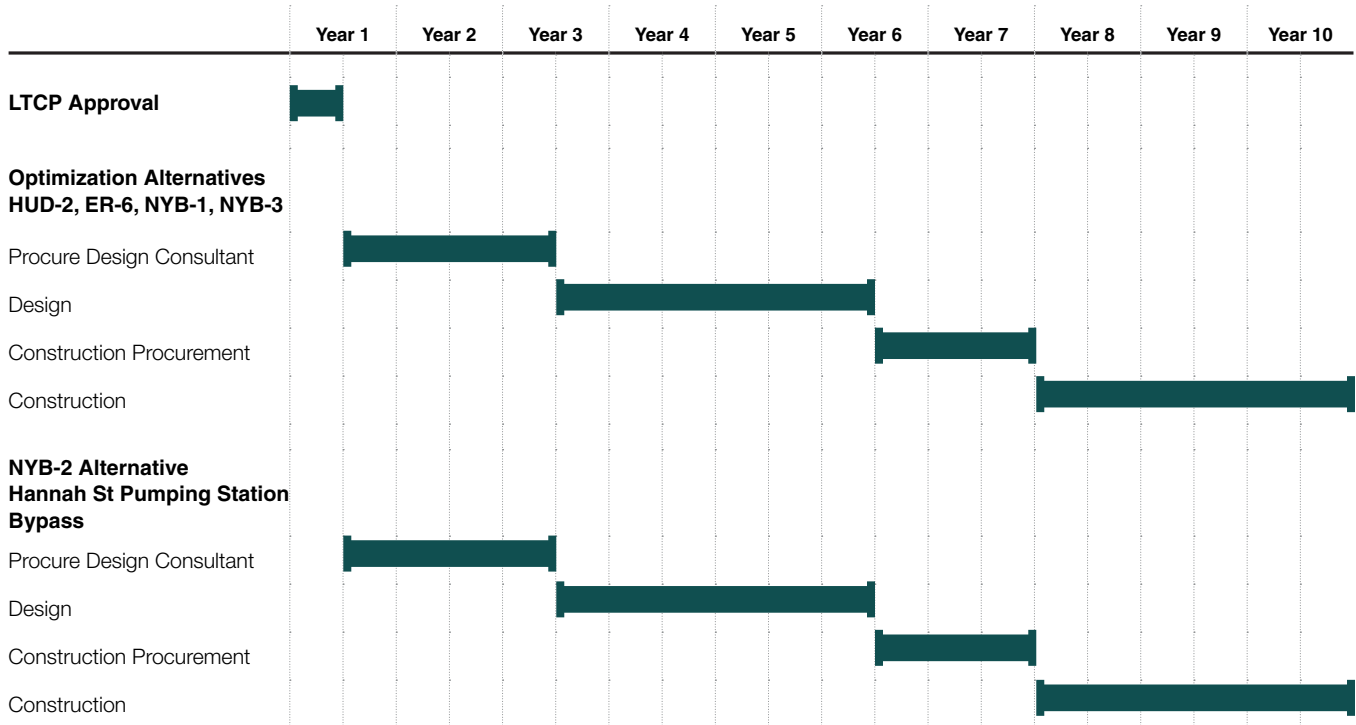 Year 1 Year 2 Year 3 Year 4 Year 5 Year 6 Year 7 Year 8 Year 9 Year 10
LTCP Approval
Optimization Alternatives
HUD-2, ER-6, NYB-1, NYB-3
Procure Design Consultant
Design
Construction Procurement
Construction
NYB-2 Alternative
Hannah St Pumping Station
Bypass
Procure Design Consultant
Design
Construction Procurement
Construction